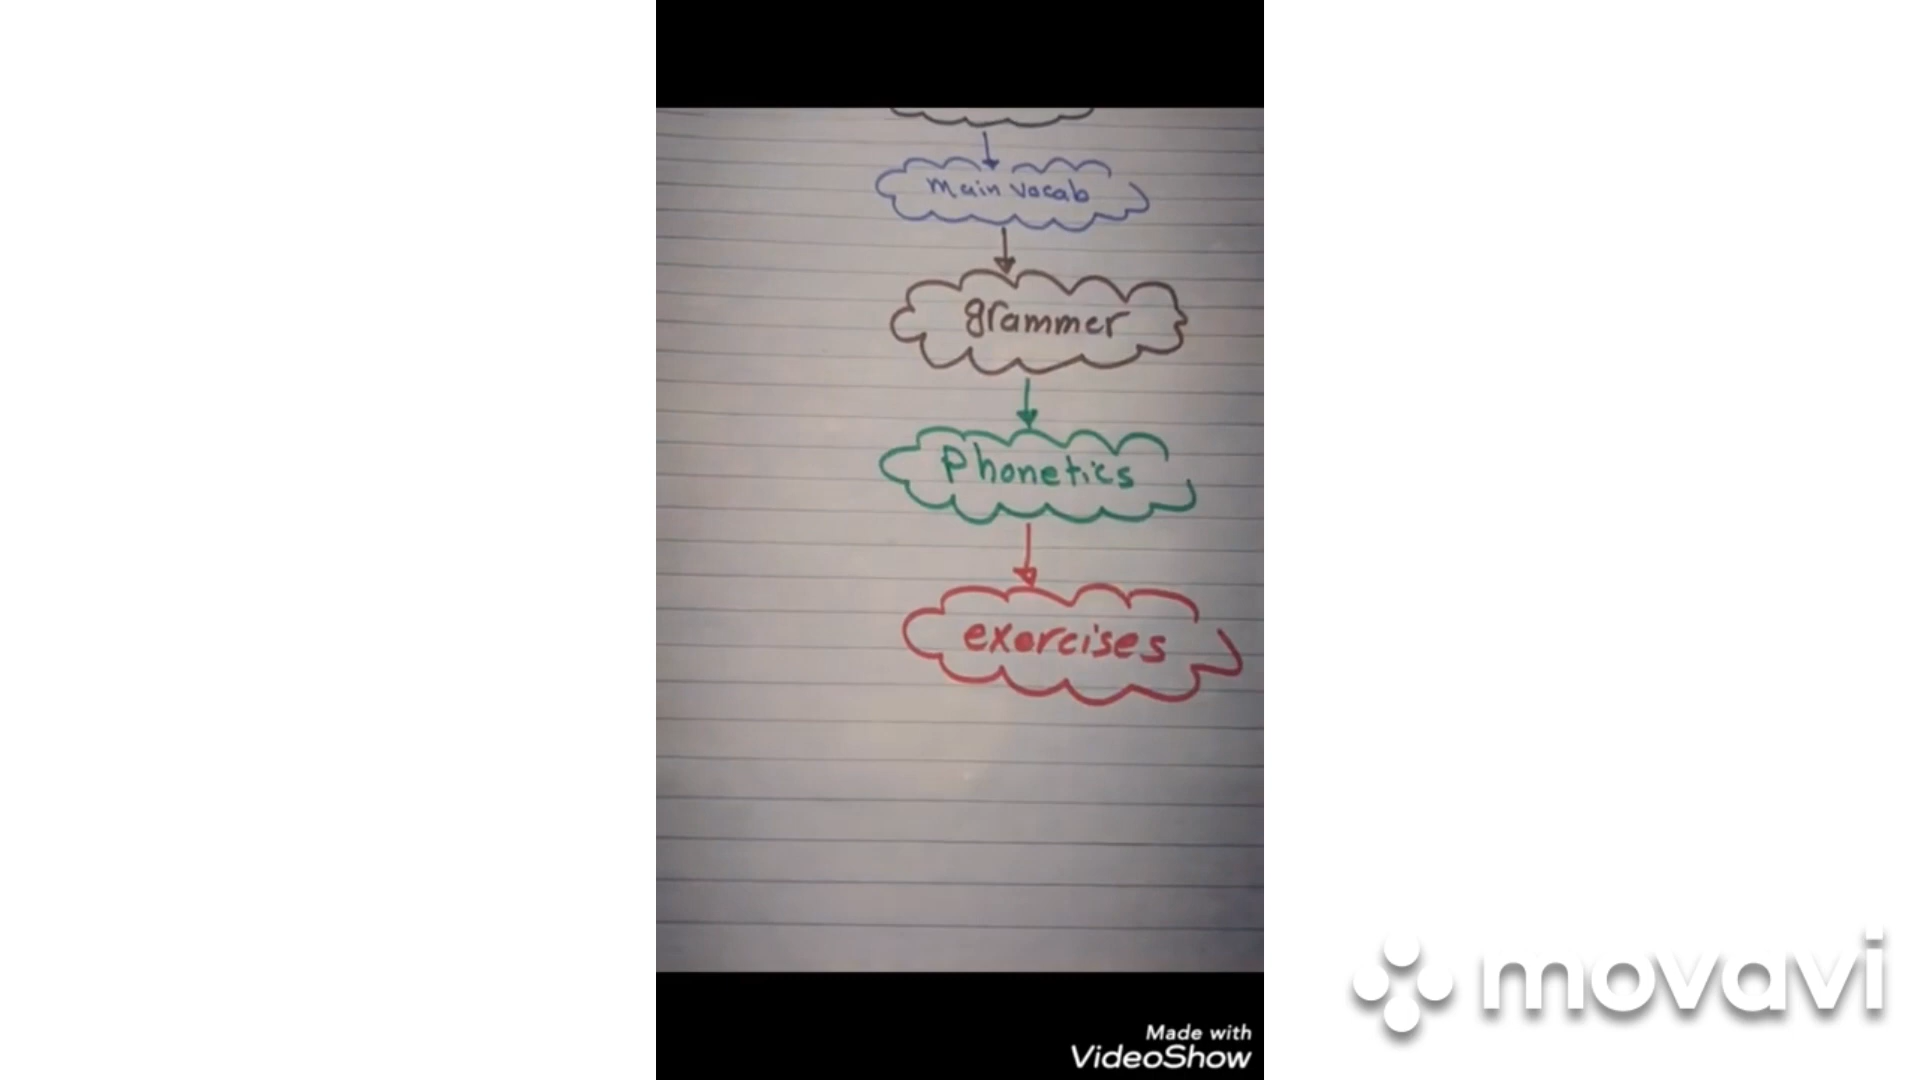 main vocab
grammer
Phonetics
exercises
Made with
VideoShow
movavi